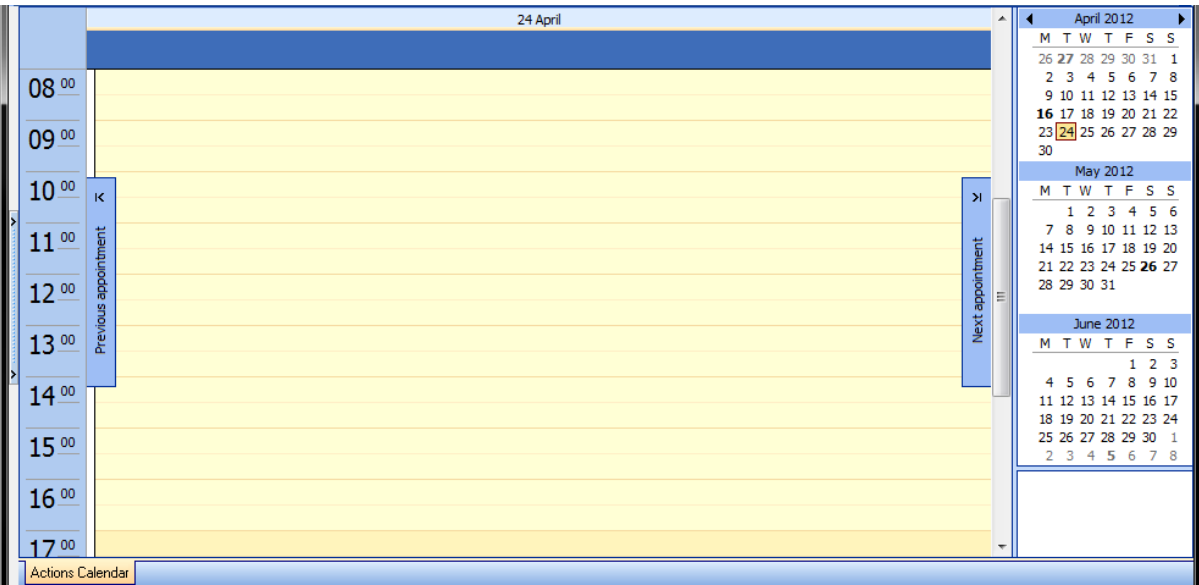 24 April
08 00
09 00
10 00
11 00
12 00
13 00
14 00
15 00
16 00
17 00
Previous appointment
Next appointment
April 2012
M T W T F S S
26 27 28 29 30 31 1
2 3 4 5 6 7 8
9 10 11 12 13 14 15
16 17 18 19 20 21 22
23 24 25 26 27 28 29
30
May 2012
M T W T F S S
1 2 3 4 5 6
7 8 9 10 11 12 13
14 15 16 17 18 19 20
21 22 23 24 25 26 27
28 29 30 31
June 2012
M T W T F S S
1 2 3
4 5 6 7 8 9 10
11 12 13 14 15 16 17
18 19 20 21 22 23 24
25 26 27 28 29 30 1
2 3 4 5 6 7 8
Actions Calendar